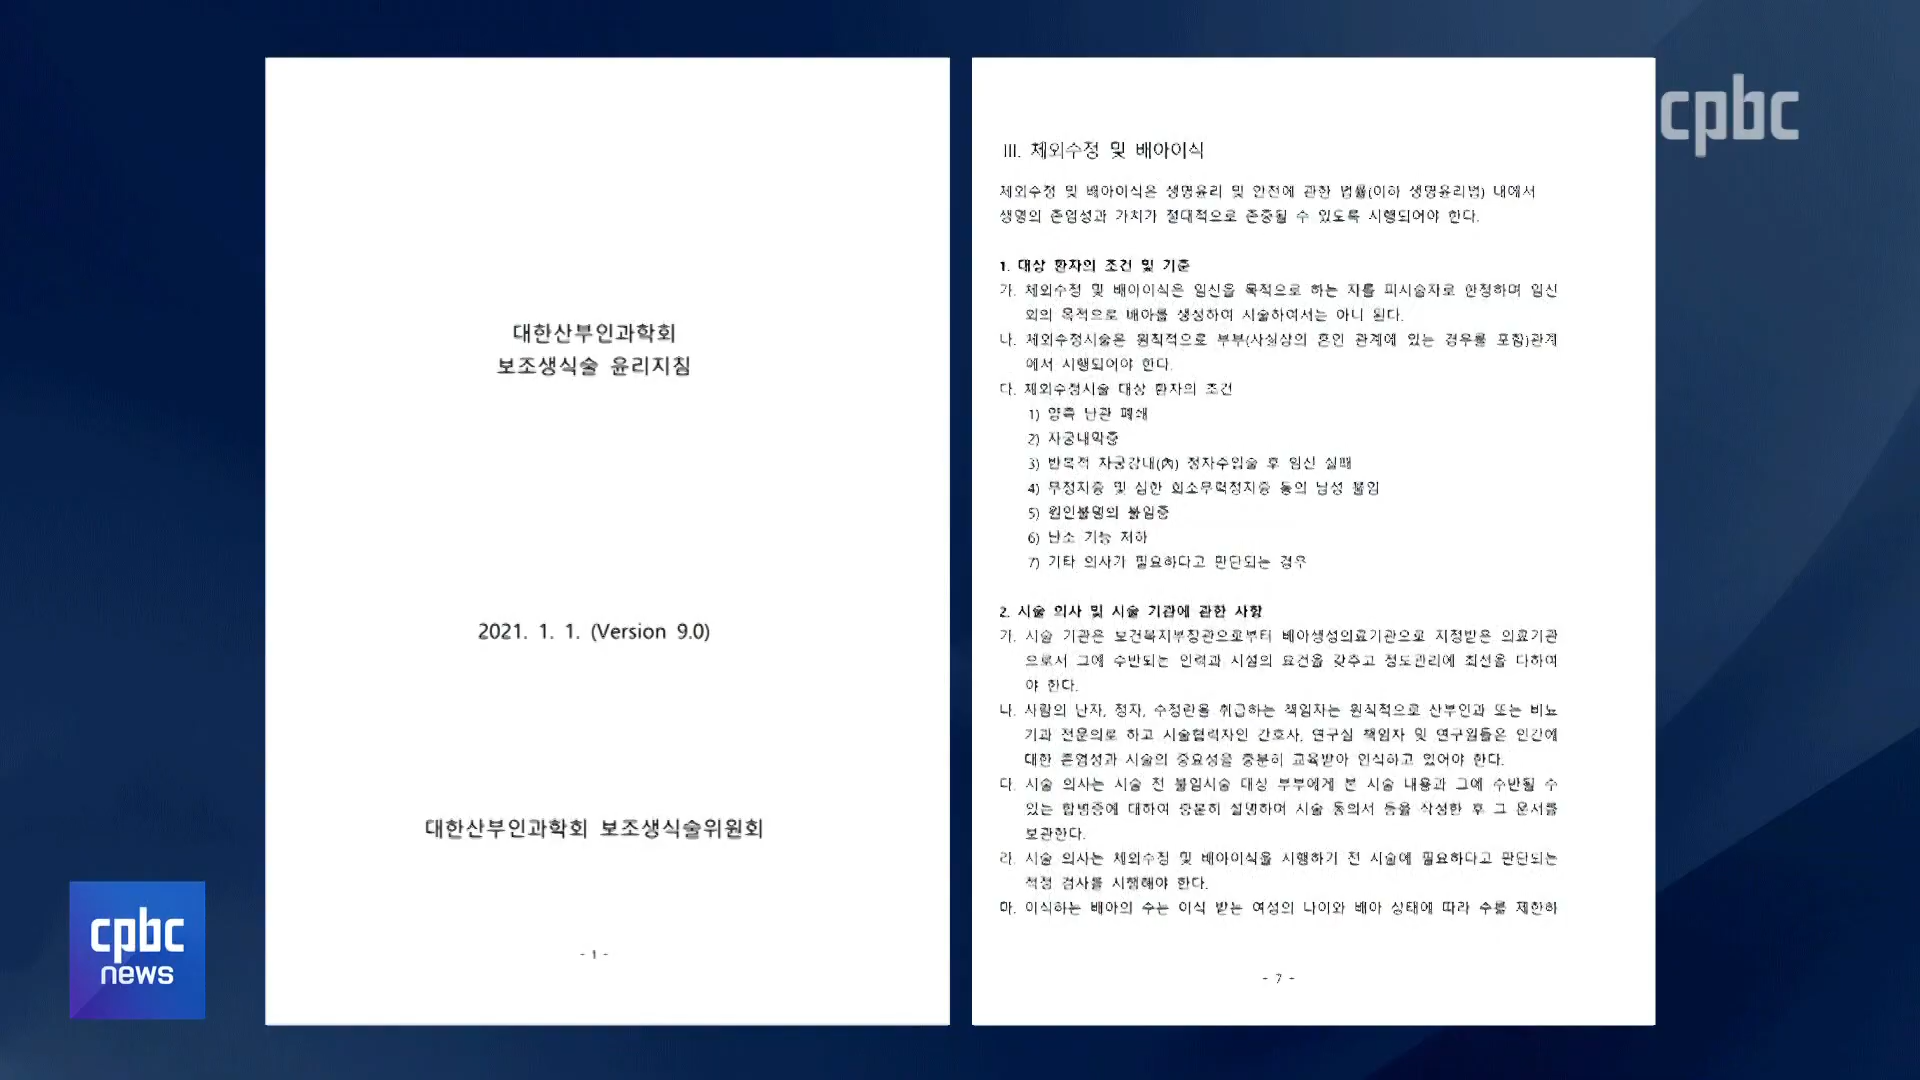 대한산부인과학회
보조생식술 윤리지침
2021. 1. 1. (Version 9.0)
대한산부인과학회 보조생식술위원회
- 1 -
III. 체외수정 및 배아이식
체외수정 및 배아이식은 생명윤리 및 안전에 관한 법률(이하 생명윤리법) 내에서
생명의 존엄성과 가치가 절대적으로 존중될 수 있도록 시행되어야 한다.
1. 대상 환자의 조건 및 기준
가. 체외수정 및 배아이식은 임신을 목적으로 하는 자를 피시술자로 한정하며 임신
외의 목적으로 배아를 생성하여 시술하여서는 아니 된다.
나. 체외수정시술은 원칙적으로 부부(사실상의 혼인 관계에 있는 경우를 포함)관계
에서 시행되어야 한다.
다. 체외수정시술 대상 환자의 조건
1) 양측 난관 폐쇄
2) 자궁내막증
3) 반복적 자궁강내(內) 정자주입술 후 임신 실패
4) 무정자증 및 심한 희소무력정자증 등의 남성 불임
5) 원인불명의 불임증
6) 난소 기능 저하
7) 기타 의사가 필요하다고 판단되는 경우
2. 시술 의사 및 시술 기관에 관한 사항
가. 시술 기관은 보건복지부장관으로부터 배아생성의료기관으로 지정받은 의료기관
으로서 그에 수반되는 인력과 시설의 요건을 갖추고 정도관리에 최선을 다하여
야 한다.
나. 사람의 난자, 정자, 수정란을 취급하는 책임자는 원칙적으로 산부인과 또는 비뇨
기과 전문의로 하고 시술협력자인 간호사, 연구실 책임자 및 연구원들은 인간에
대한 존엄성과 시술의 중요성을 충분히 교육받아 인식하고 있어야 한다.
다. 시술 의사는 시술 전 불임시술 대상 부부에게 본 시술 내용과 그에 수반될 수
있는 합병증에 대하여 충분히 설명하며 시술 동의서 등을 작성한 후 그 문서를
보관한다.
라. 시술 의사는 체외수정 및 배아이식을 시행하기 전 시술에 필요하다고 판단되는
적정 검사를 시행해야 한다.
마. 이식하는 배아의 수는 이식 받는 여성의 나이와 배아 상태에 따라 수를 제한하
- 7 -
cpbc
cpbc
news